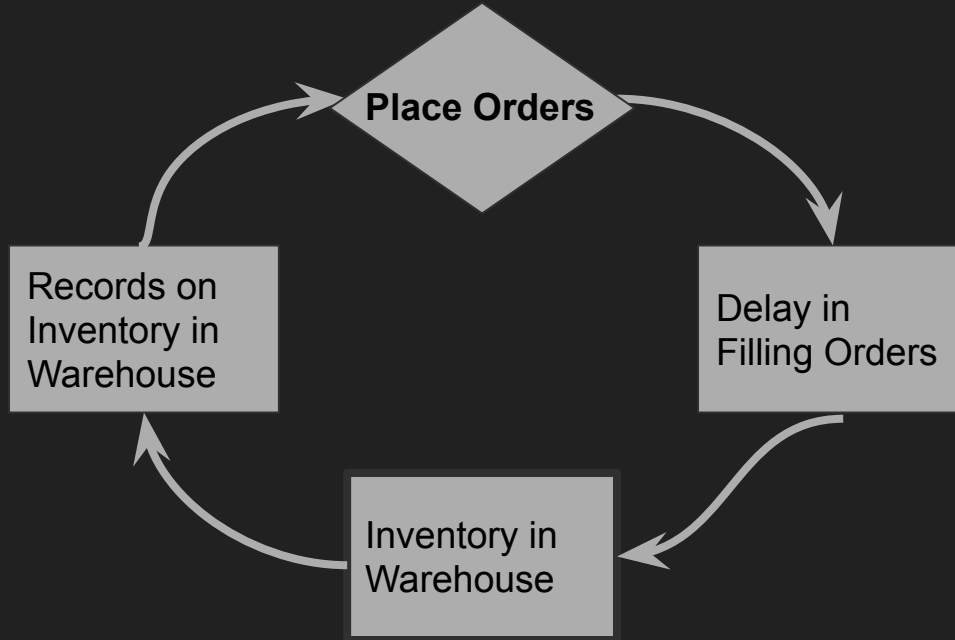 Place Orders
Records on
Inventory in
Warehouse
Delay in
Filling Orders
Inventory in
Warehouse